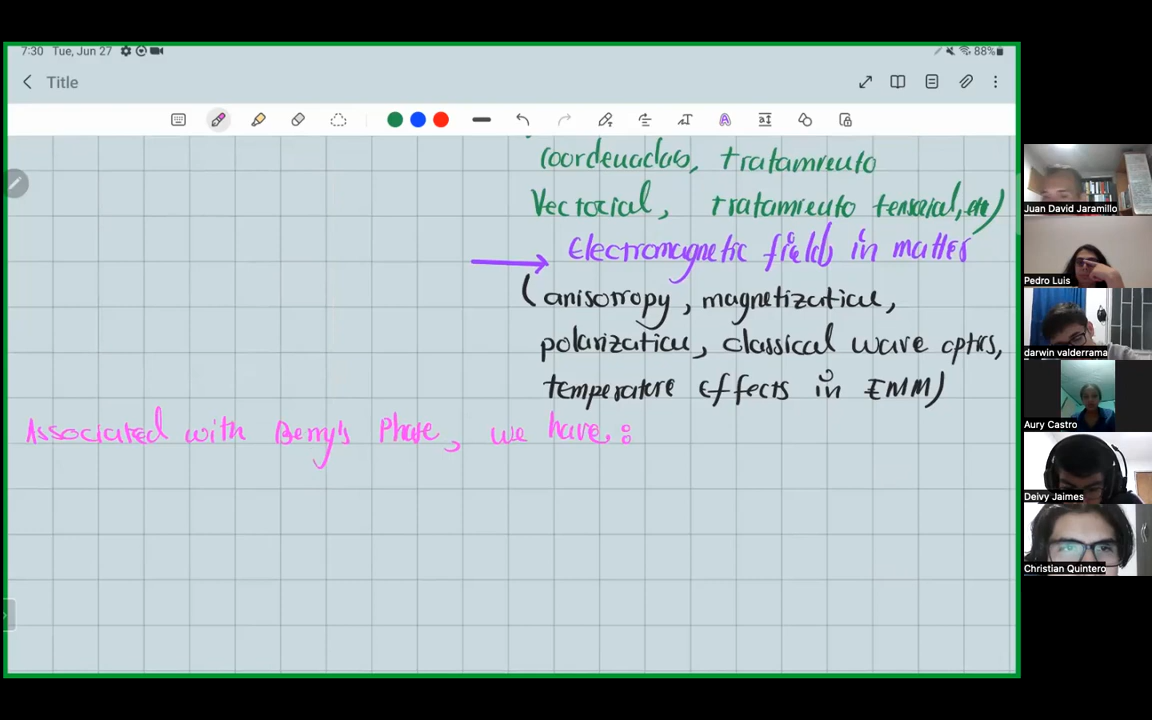 7:30 Tue, Jun 27
88%
Title
coordenadas, tratamiento
Vectorial, tratamiento tensorial, etc)
Electromagnetic fields in matter
(anisotropy, magnetization,
polarization, classical wave optics,
temperature effects in EMM)
Associated with Berry's Phase, we have:
Juan David Jaramillo
Pedro Luis
darwin valderrama
Aury Castro
Deivy Jaimes
Christian Quintero